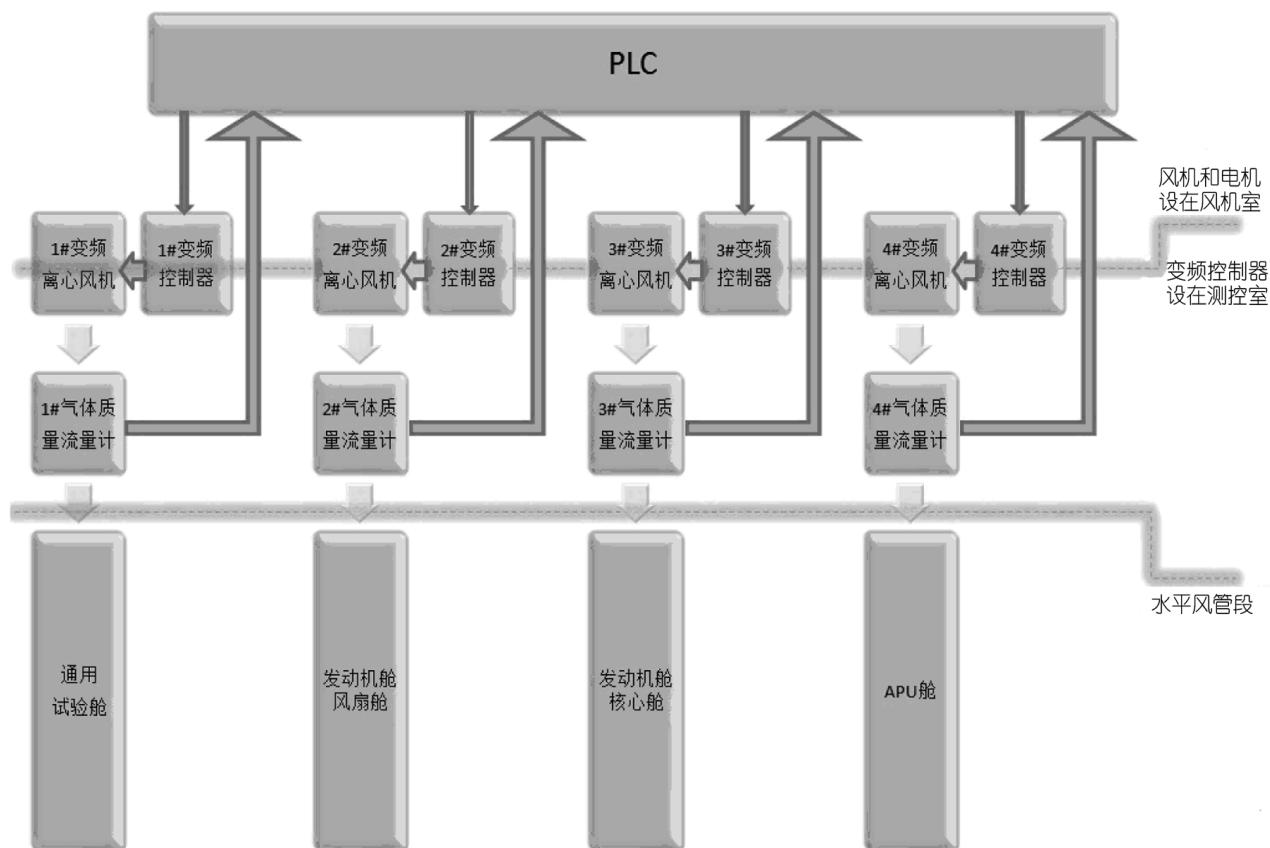 PLC
风机和电机
设在风机室
1#变频
离心风机
1#变频
控制器
2#变频
离心风机
2#变频
控制器
3#变频
离心风机
3#变频
控制器
4#变频
离心风机
4#变频
控制器
变频控制器
设在测控室
1#气体质
量流量计
2#气体质
量流量计
3#气体质
量流量计
4#气体质
量流量计
水平风管段
通用
试验舱
发动机舱
风扇舱
发动机舱
核心舱
APU舱